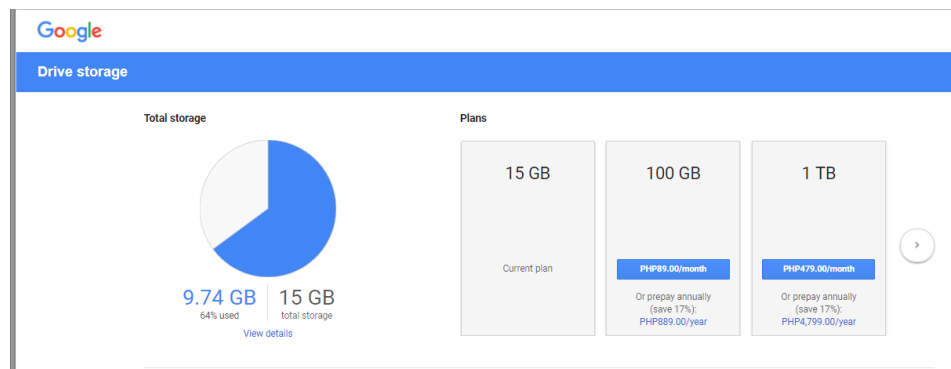 Google
Drive storage
Total storage
9.74 GB
64% used
15 GB
total storage
View details
Plans
15 GB
Current plan
100 GB
PHP89.00/month
Or prepay annually
(save 17%):
PHP889.00/year
1 TB
PHP479.00/month
Or prepay annually
(save 17%):
PHP4,799.00/year